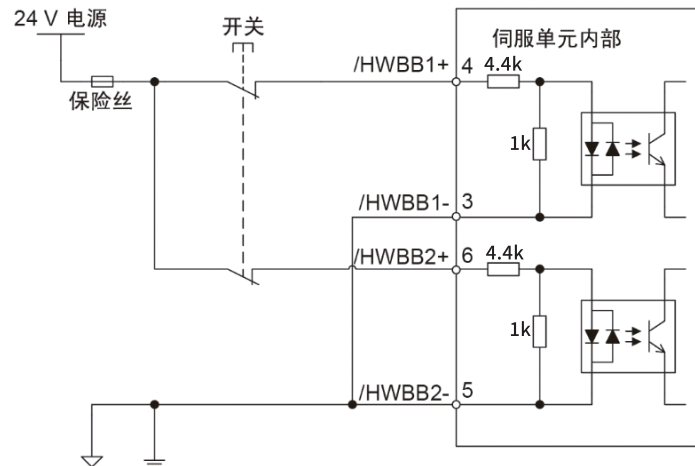 24 V 电源
开关
伺服单元内部
保险丝
/HWBB1+ 4 4.4k
1k
/HWBB1- 3
/HWBB2+ 6 4.4k
1k
/HWBB2- 5